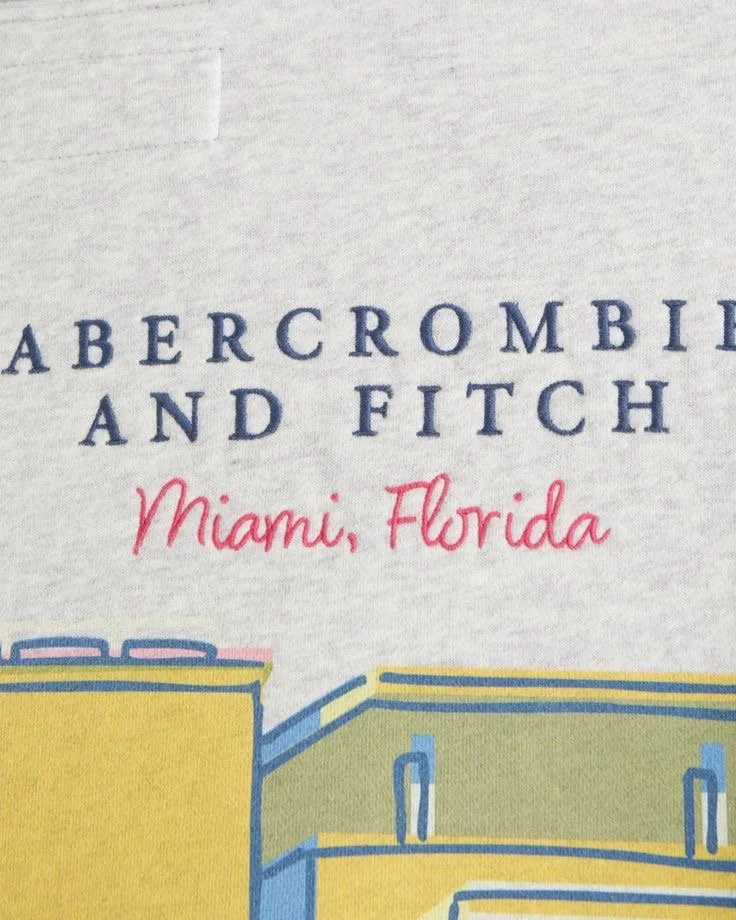 ABERCROMBIE
AND FITCH
Miami, Florida